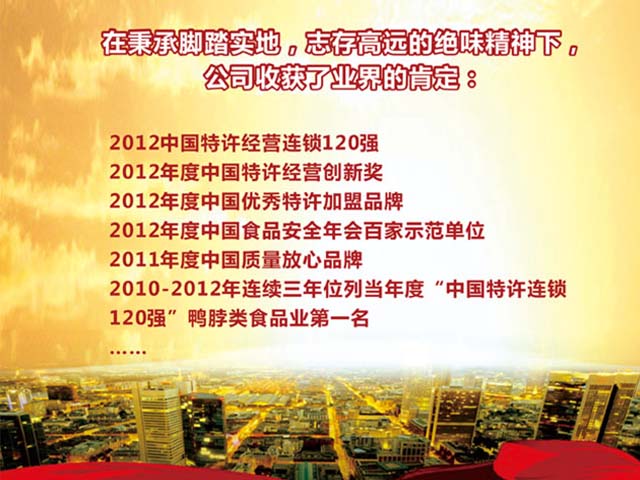 在秉承脚踏实地，志存高远的绝味精神下，
公司收获了业界的肯定：
2012中国特许经营连锁120强
2012年度中国特许经营创新奖
2012年度中国优秀特许加盟品牌
2012年度中国食品安全年会百家示范单位
2011年度中国质量放心品牌
2010-2012年连续三年位列当年度“中国特许连锁
120强”鸭脖类食品业第一名
……